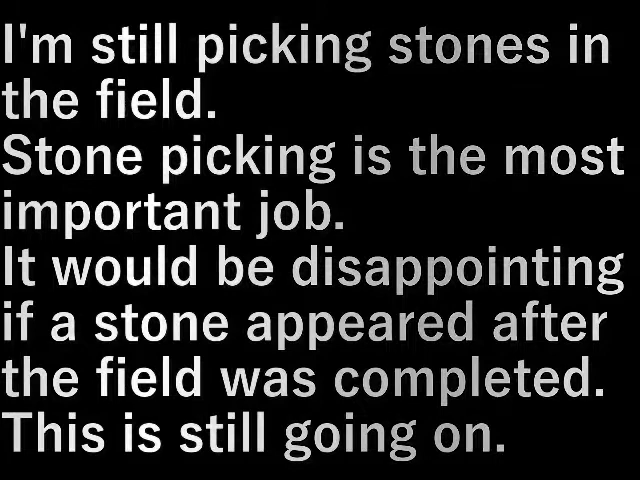 I'm still picking stones in
the field.
Stone picking is the most
important job.
It would be disappointing
if a stone appeared after
the field was completed.
This is still going on.